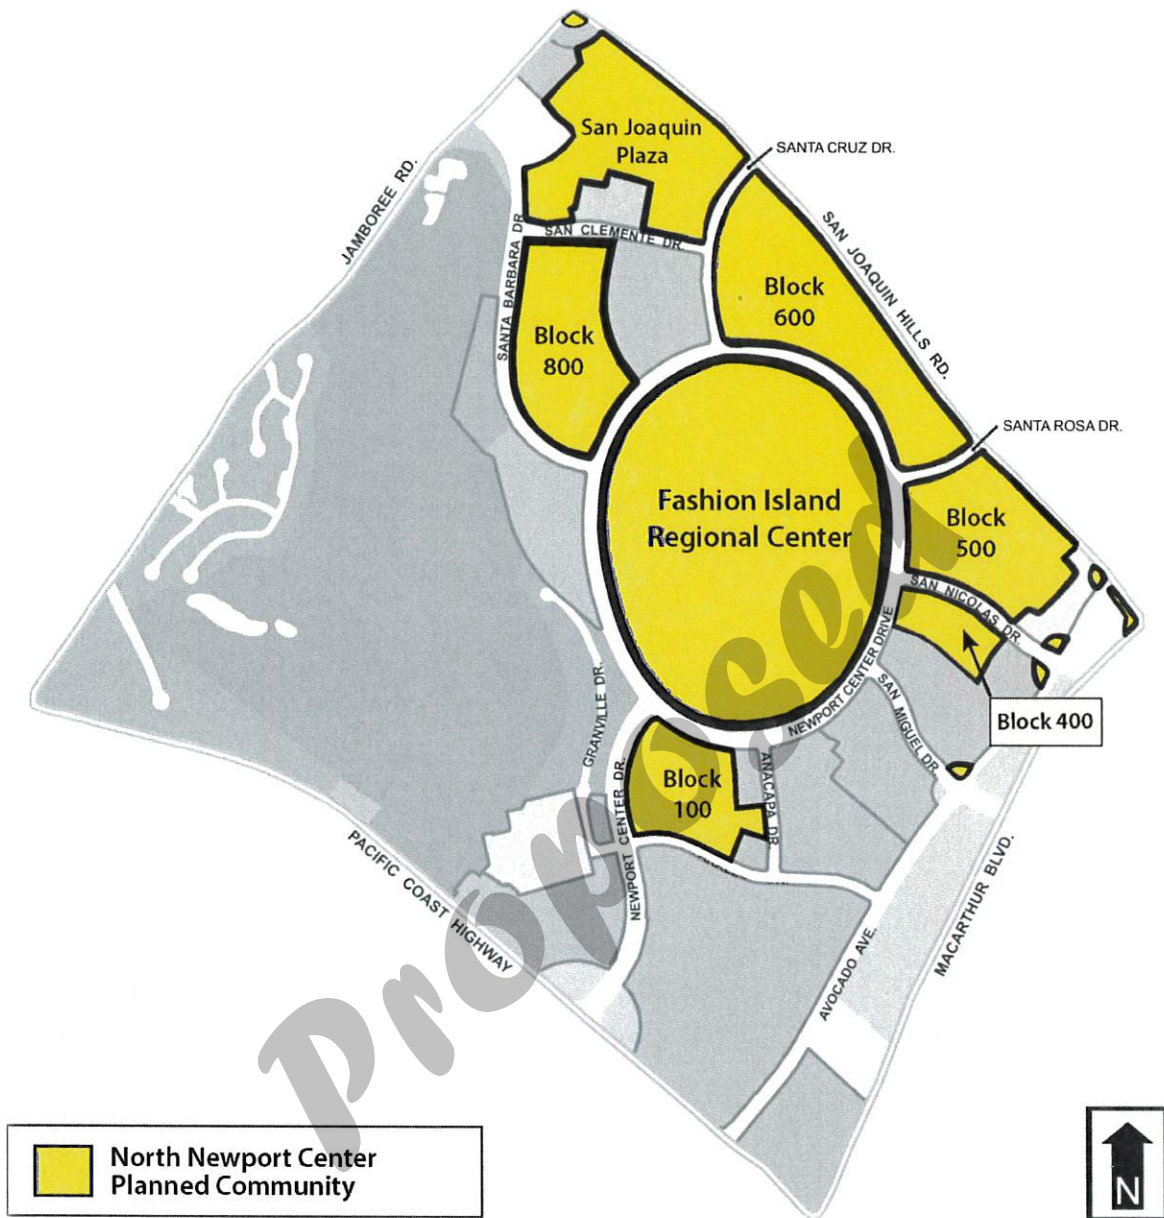 SANTA CRUZ DR.
San Joaquin
Plaza
JAMBOREE RD.
SAN JOAQUIN HILLS RD.
SAN CLEMENTE DR.
SANTA BARBARA DR
Block
600
Block
800
SANTA ROSA DR.
Fashion Island
Regional Center
Block
500
SAN NICOLAS DR.
NEWPORT CENTER DRIVE
SAN MIGUEL DR.
Block 400
GRANVILLE DR.
Block
100
ANACAPA DR
NEWPORT CENTER DR.
PACIFIC COAST HIGHWAY
AVOCADO AVE.
MACARTHUR BLVD.
Proposed
North Newport Center
Planned Community
N